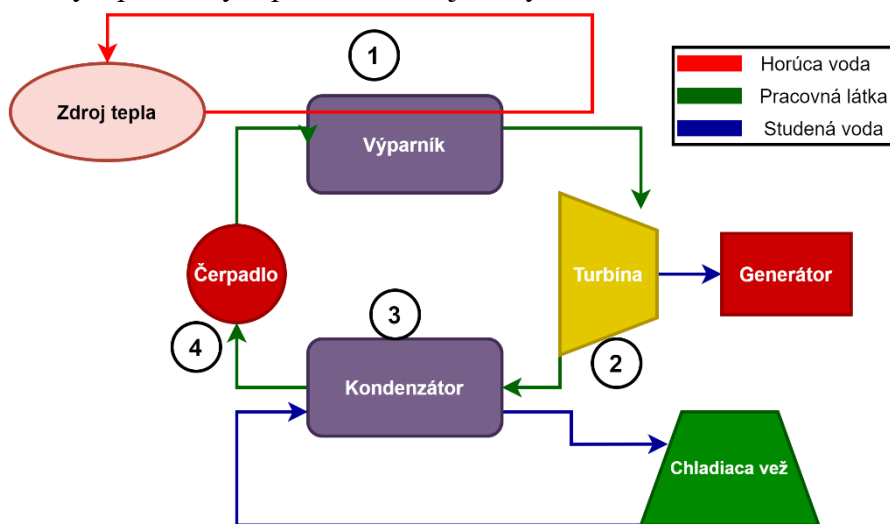 1
Horúca voda
Pracovná látka
Studená voda
Zdroj tepla
Výparník
Čerpadlo
Turbína
Generátor
3
4
2
Kondenzátor
Chladiaca vež